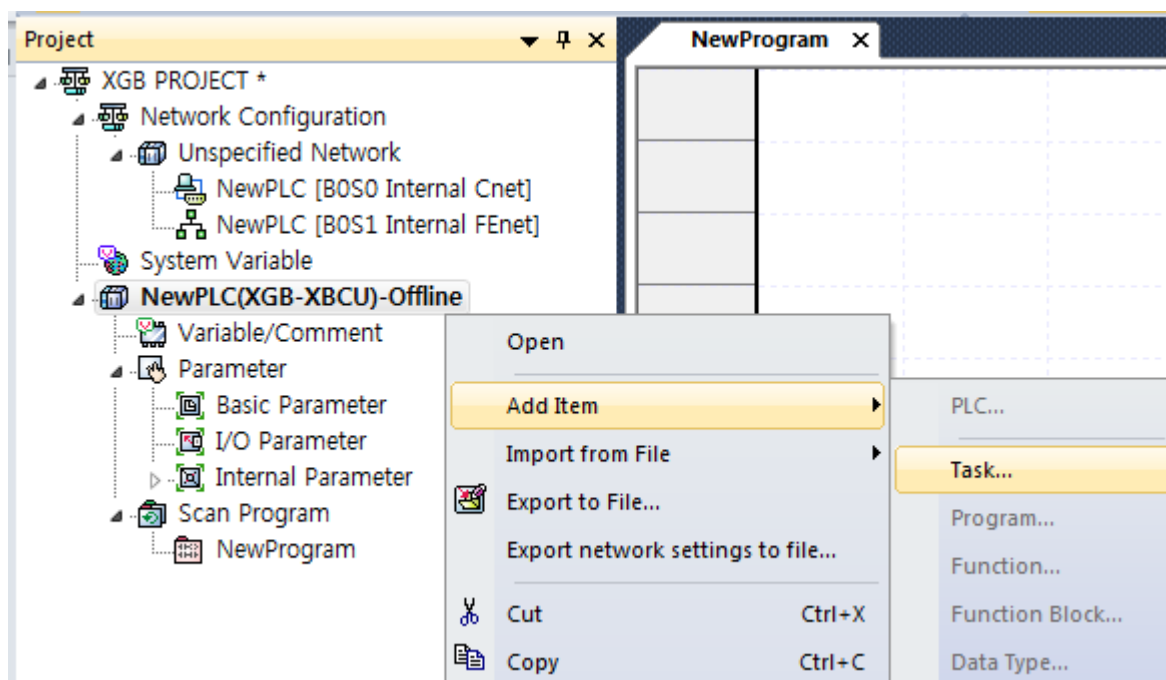 Project
NewProgram
XGB PROJECT *
Network Configuration
Unspecified Network
NewPLC [B0S0 Internal Cnet]
NewPLC [B0S1 Internal FEnet]
System Variable
NewPLC(XGB-XBCU)-Offline
Variable/Comment
Parameter
Basic Parameter
I/O Parameter
Internal Parameter
Scan Program
NewProgram
Open
Add Item
Import from File
Export to File...
Export network settings to file...
Cut Ctrl+X
Copy Ctrl+C
PLC...
Task...
Program...
Function...
Function Block...
Data Type...